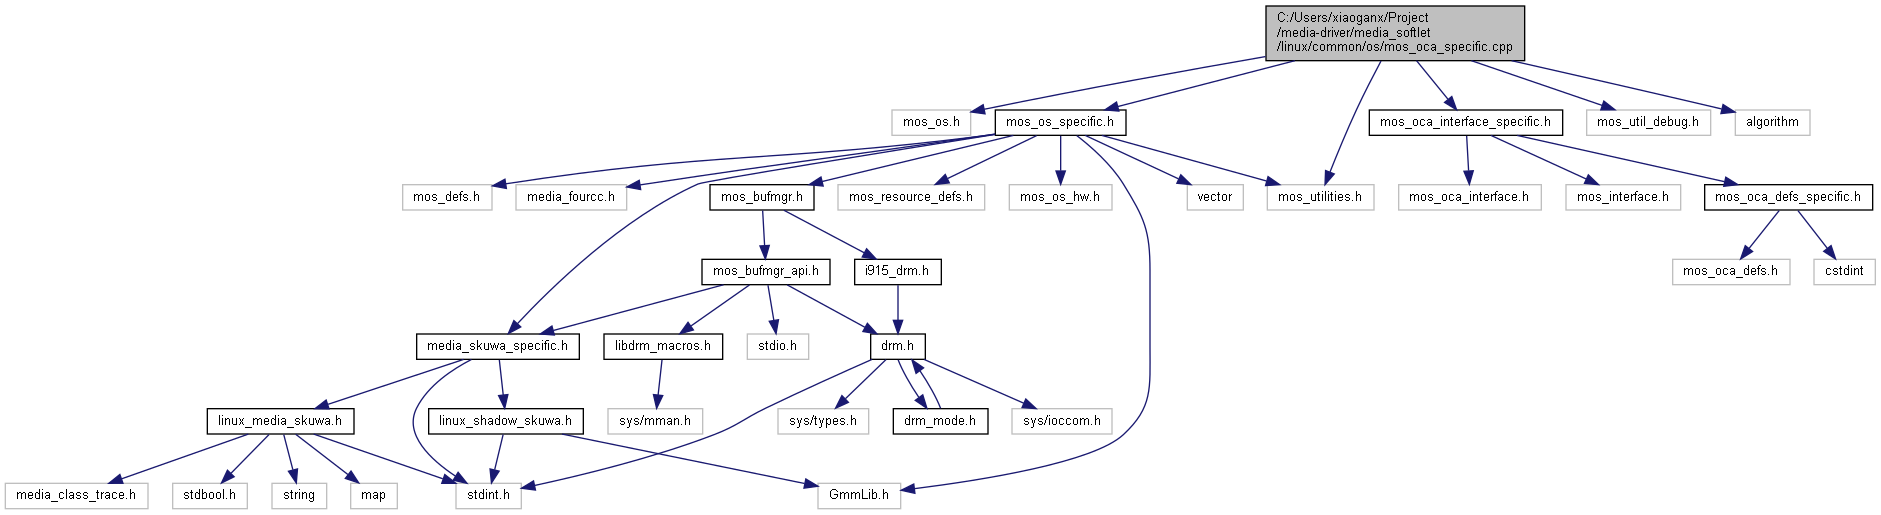 C:/Users/xiaoganx/Project
/media-driver/media_softlet
/linux/common/os/mos_oca_specific.cpp
mos_os.h
mos_os_specific.h
mos_oca_interface_specific.h
mos_util_debug.h
algorithm
mos_defs.h
media_fourcc.h
mos_bufmgr.h
mos_resource_defs.h
mos_os_hw.h
vector
mos_utilities.h
mos_oca_interface.h
mos_interface.h
mos_oca_defs_specific.h
mos_bufmgr_api.h
i915_drm.h
mos_oca_defs.h
cstdint
media_skuwa_specific.h
libdrm_macros.h
stdio.h
drm.h
linux_media_skuwa.h
linux_shadow_skuwa.h
sys/mman.h
sys/types.h
drm_mode.h
sys/ioccom.h
media_class_trace.h
stdbool.h
string
map
stdint.h
GmmLib.h